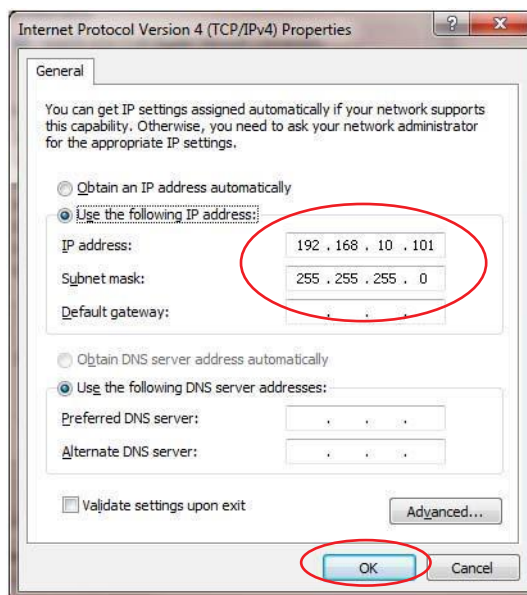 Internet Protocol Version 4 (TCP/IPv4) Properties
?
General
You can get IP settings assigned automatically if your network supports
this capability. Otherwise, you need to ask your network administrator
for the appropriate IP settings.
Obtain an IP address automatically
Use the following IP address:
IP address: 192 . 168 . 10 . 101
Subnet mask: 255 . 255 . 255 . 0
Default gateway: . . .
Obtain DNS server address automatically
Use the following DNS server addresses:
Preferred DNS server: . . .
Alternate DNS server: . . .
Validate settings upon exit
Advanced...
OK Cancel